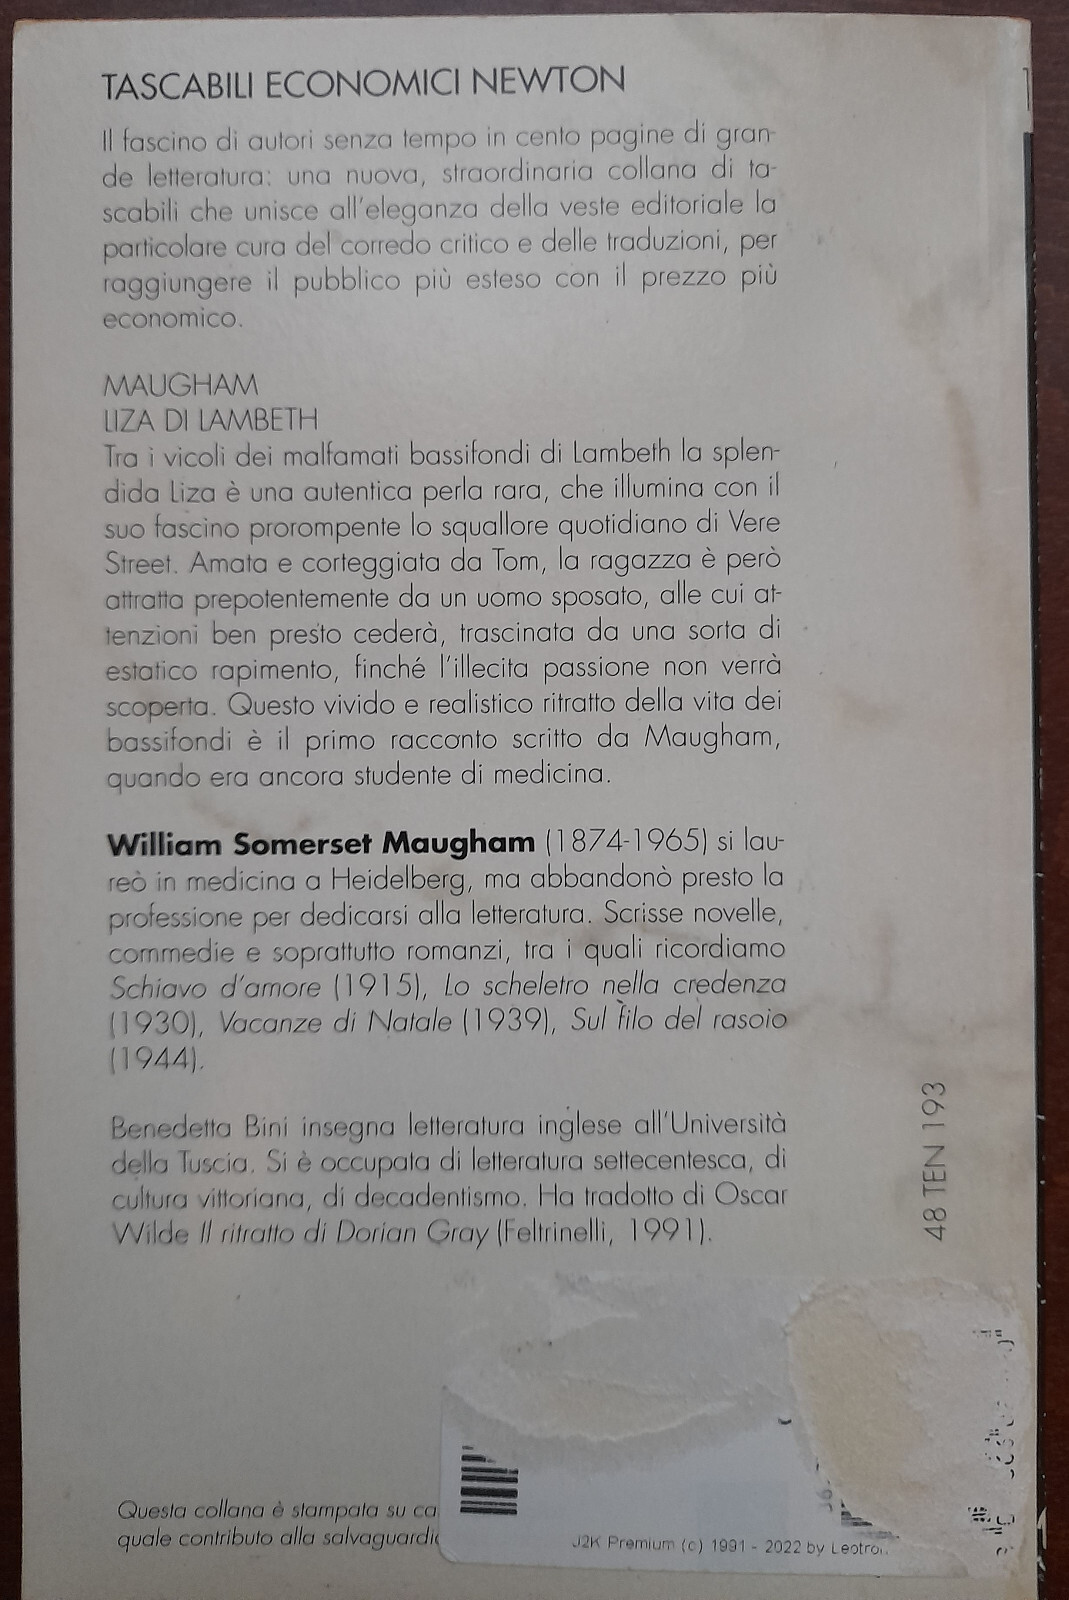 TASCABILI ECONOMICI NEWTON
Il fascino di autori senza tempo in cento pagine di gran-
de letteratura: una nuova, straordinaria collana di ta-
scabili che unisce all'eleganza della veste editoriale la
particolare cura del corredo critico e delle traduzioni, per
raggiungere il pubblico più esteso con il prezzo più
economico.
MAUGHAM
LIZA DI LAMBETH
Tra i vicoli dei malfamati bassifondi di Lambeth la splen-
dida Liza è una autentica perla rara, che illumina con il
suo fascino prorompente lo squallore quotidiano di Vere
Street. Amata e corteggiata da Tom, la ragazza è però
attratta prepotentemente da un uomo sposato, alle cui at-
tenzioni ben presto cederà, trascinata da una sorta di
estatico rapimento, finché l'illecita passione non verrà
scoperta. Questo vivido e realistico ritratto della vita dei
bassifondi è il primo racconto scritto da Maugham,
quando era ancora studente di medicina.
William Somerset Maugham (1874-1965) si lau-
reò in medicina a Heidelberg, ma abbandonò presto la
professione per dedicarsi alla letteratura. Scrisse novelle,
commedie e soprattutto romanzi, tra i quali ricordiamo
Schiavo d'amore (1915), Lo scheletro nella credenza
(1930), Vacanze di Natale (1939), Sul filo del rasoio
(1944).
Benedetta Bini insegna letteratura inglese all'Università
della Tuscia. Si è occupata di letteratura settecentesca, di
cultura vittoriana, di decadentismo. Ha tradotto di Oscar
Wilde Il ritratto di Dorian Gray (Feltrinelli, 1991).
48 TEN 193
Questa collana è stampata su ca
quale contributo alla salvaguardi
J2K Premium (c) 1991 - 2022 by Leotro